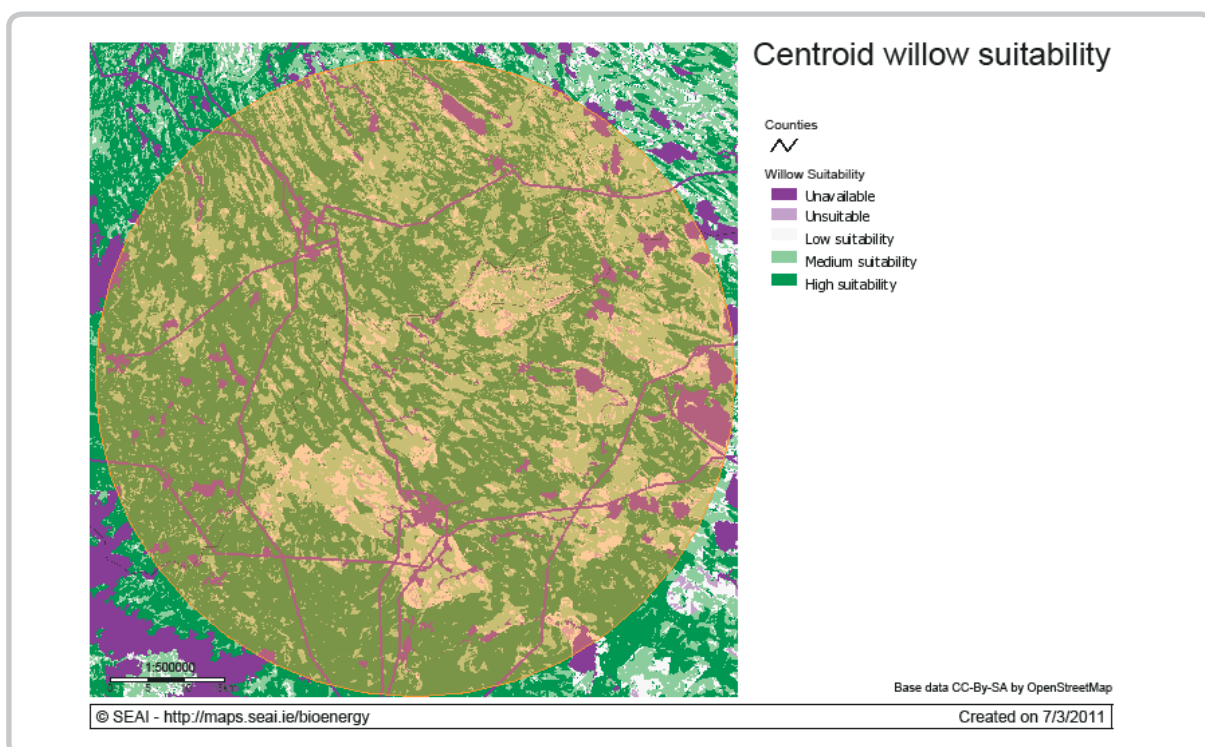 Centroid willow suitability
Counties
Willow Suitability
Unavailable
Unsuitable
Low suitability
Medium suitability
High suitability
1:500000
Base data CC-By-SA by OpenStreetMap
© SEAI - http://maps.seai.ie/bioenergy
Created on 7/3/2011